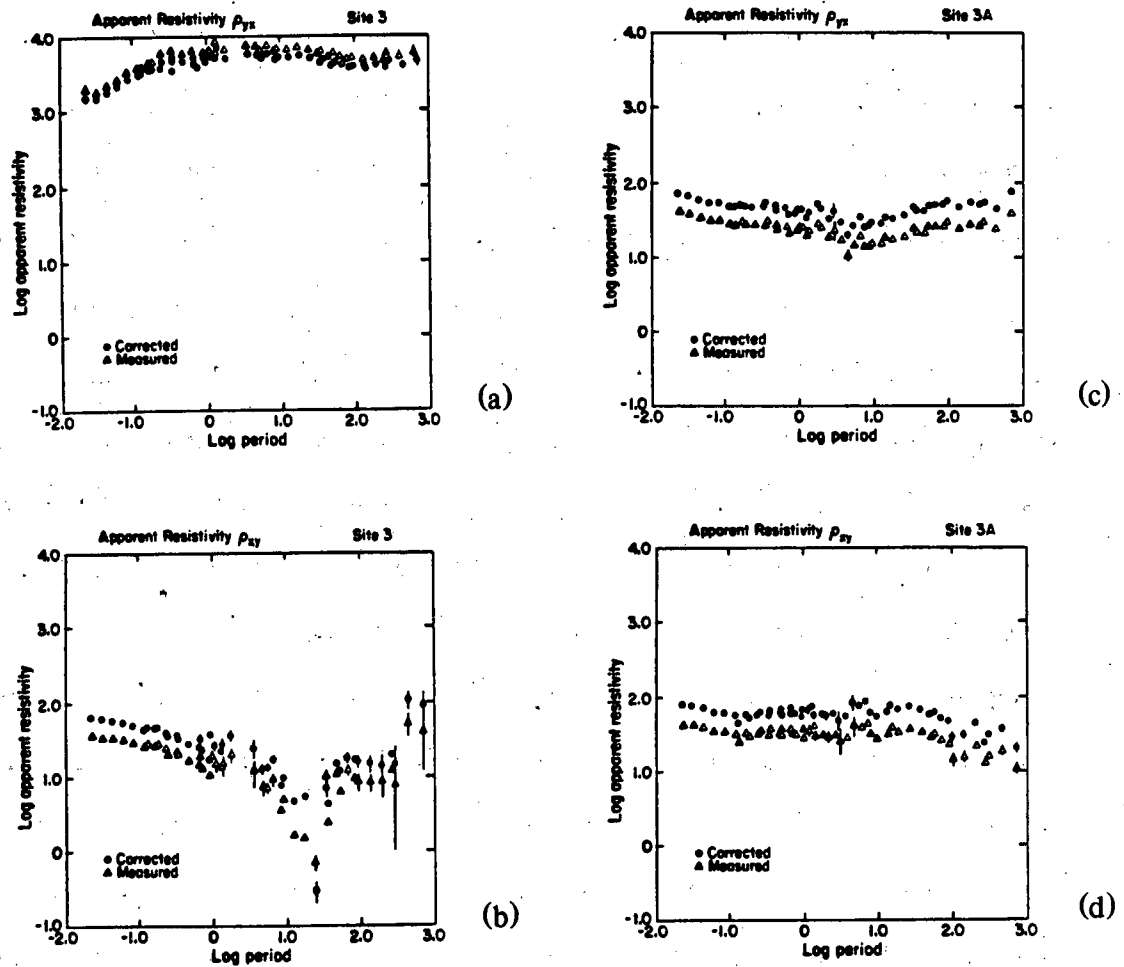 Apparent Resistivity ρyx Site 3
4.0
3.0
2.0
1.0
0
-1.0
Log apparent resistivity
• Corrected
▵ Measured
-2.0 -1.0 0 1.0 2.0 3.0
Log period
(a)
Apparent Resistivity ρxy Site 3
4.0
3.0
2.0
1.0
0
-1.0
Log apparent resistivity
• Corrected
▵ Measured
-2.0 -1.0 0 1.0 2.0 3.0
Log period
(b)
Apparent Resistivity ρyx Site 3A
4.0
3.0
2.0
1.0
0
-1.0
Log apparent resistivity
• Corrected
▵ Measured
-2.0 -1.0 0 1.0 2.0 3.0
Log period
(c)
Apparent Resistivity ρxy Site 3A
4.0
3.0
2.0
1.0
0
-1.0
Log apparent resistivity
• Corrected
▵ Measured
-2.0 -1.0 0 1.0 2.0 3.0
Log period
(d)